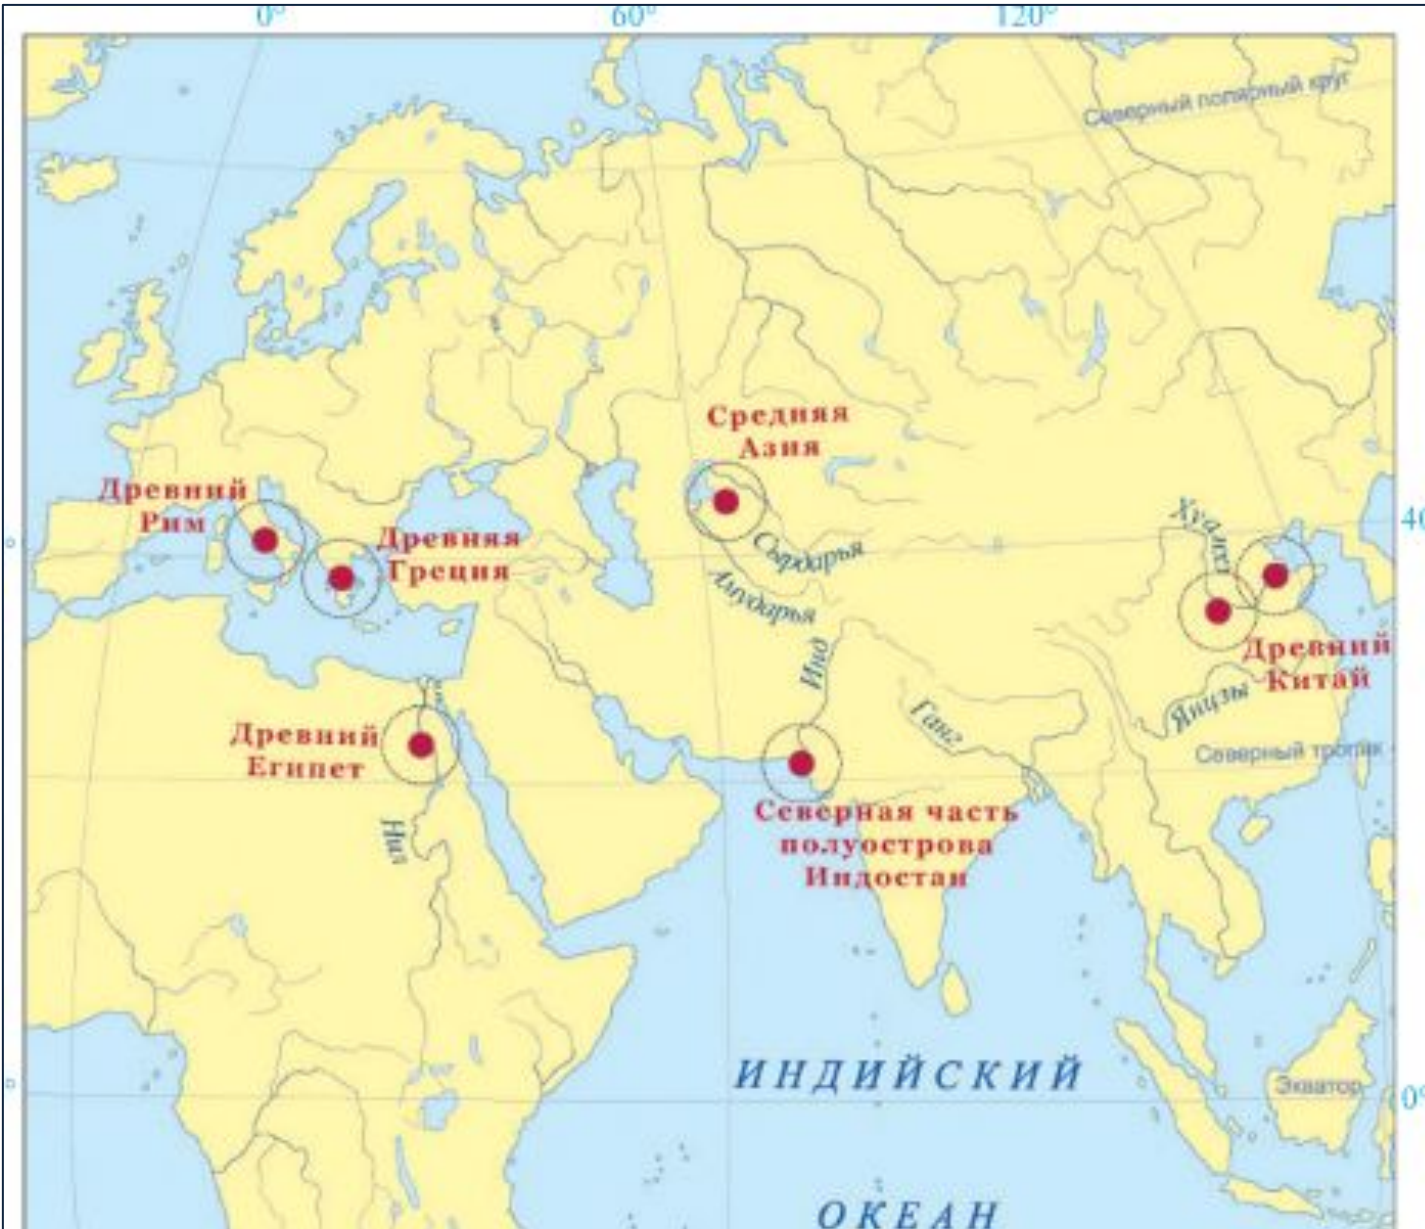 0°
60°
120°
Северный полярный круг
Средняя
Азия
Древний
Рим
Древняя
Греция
Хуанхэ
40
Сырдарья
Амударья
Инд
Ганг
Древний
Китай
Янцзы
Северный тропик
Древний
Египет
Нил
Северная часть
полуострова
Индостан
ИНДИЙСКИЙ
Экватор
0°
ОКЕАН